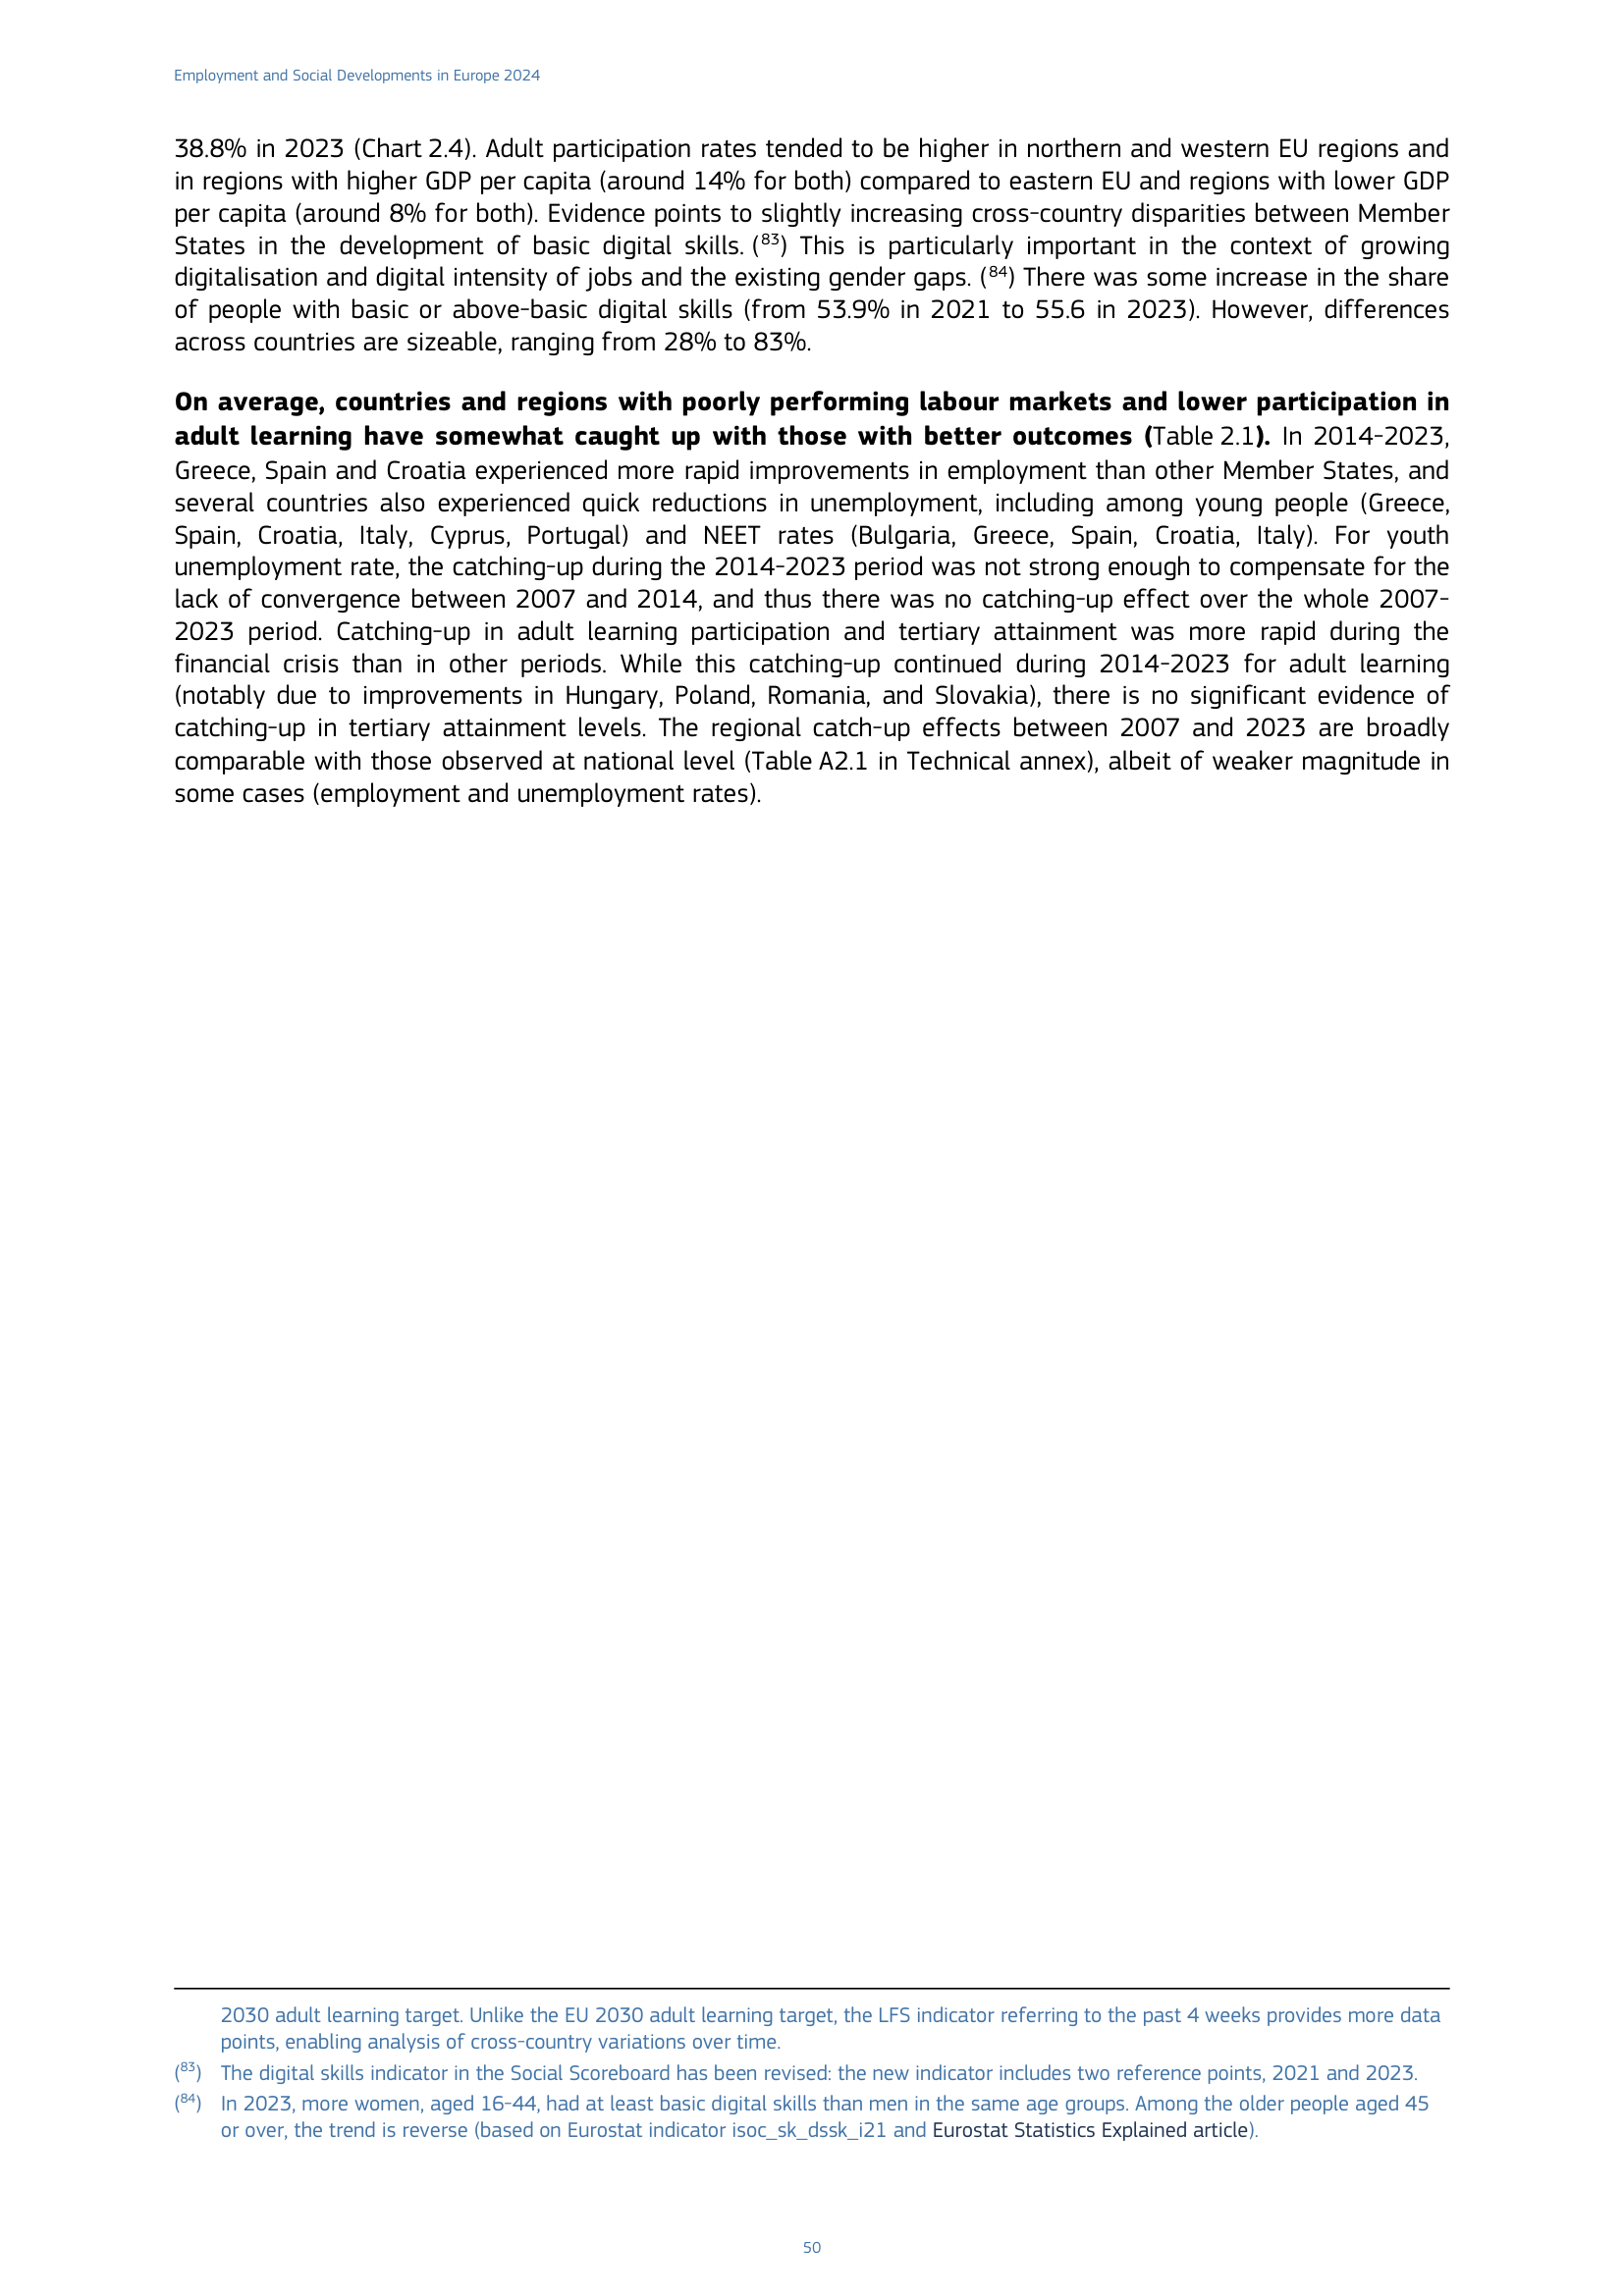 Employment and Social Developments in Europe 2024
38.8% in 2023 (Chart 2.4). Adult participation rates tended to be higher in northern and western EU regions and
in regions with higher GDP per capita (around 14% for both) compared to eastern EU and regions with lower GDP
per capita (around 8% for both). Evidence points to slightly increasing cross-country disparities between Member
States in the development of basic digital skills. (83) This is particularly important in the context of growing
digitalisation and digital intensity of jobs and the existing gender gaps. (84) There was some increase in the share
of people with basic or above-basic digital skills (from 53.9% in 2021 to 55.6 in 2023). However, differences
across countries are sizeable, ranging from 28% to 83%.
On average, countries and regions with poorly performing labour markets and lower participation in
adult learning have somewhat caught up with those with better outcomes (Table 2.1). In 2014-2023,
Greece, Spain and Croatia experienced more rapid improvements in employment than other Member States, and
several countries also experienced quick reductions in unemployment, including among young people (Greece,
Spain, Croatia, Italy, Cyprus, Portugal) and NEET rates (Bulgaria, Greece, Spain, Croatia, Italy). For youth
unemployment rate, the catching-up during the 2014-2023 period was not strong enough to compensate for the
lack of convergence between 2007 and 2014, and thus there was no catching-up effect over the whole 2007-
2023 period. Catching-up in adult learning participation and tertiary attainment was more rapid during the
financial crisis than in other periods. While this catching-up continued during 2014-2023 for adult learning
(notably due to improvements in Hungary, Poland, Romania, and Slovakia), there is no significant evidence of
catching-up in tertiary attainment levels. The regional catch-up effects between 2007 and 2023 are broadly
comparable with those observed at national level (Table A2.1 in Technical annex), albeit of weaker magnitude in
some cases (employment and unemployment rates).
2030 adult learning target. Unlike the EU 2030 adult learning target, the LFS indicator referring to the past 4 weeks provides more data
points, enabling analysis of cross-country variations over time.
(83) The digital skills indicator in the Social Scoreboard has been revised: the new indicator includes two reference points, 2021 and 2023.
(84) In 2023, more women, aged 16-44, had at least basic digital skills than men in the same age groups. Among the older people aged 45
or over, the trend is reverse (based on Eurostat indicator isoc_sk_dssk_i21 and Eurostat Statistics Explained article).
50